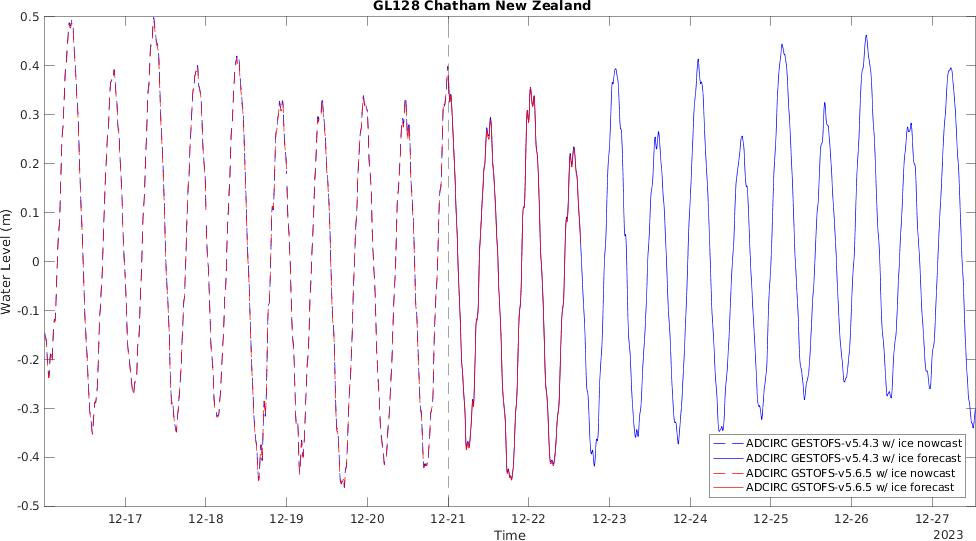 GL128 Chatham New Zealand
0.5
0.4
0.3
0.2
0.1
0
-0.1
-0.2
-0.3
-0.4
-0.5
Water Level (m)
ADCIRC GESTOFS-v5.4.3 w/ ice nowcast
ADCIRC GESTOFS-v5.4.3 w/ ice forecast
ADCIRC GSTOFS-v5.6.5 w/ ice nowcast
ADCIRC GSTOFS-v5.6.5 w/ ice forecast
12-17 12-18 12-19 12-20 12-21 12-22 12-23 12-24 12-25 12-26 12-27
Time
2023